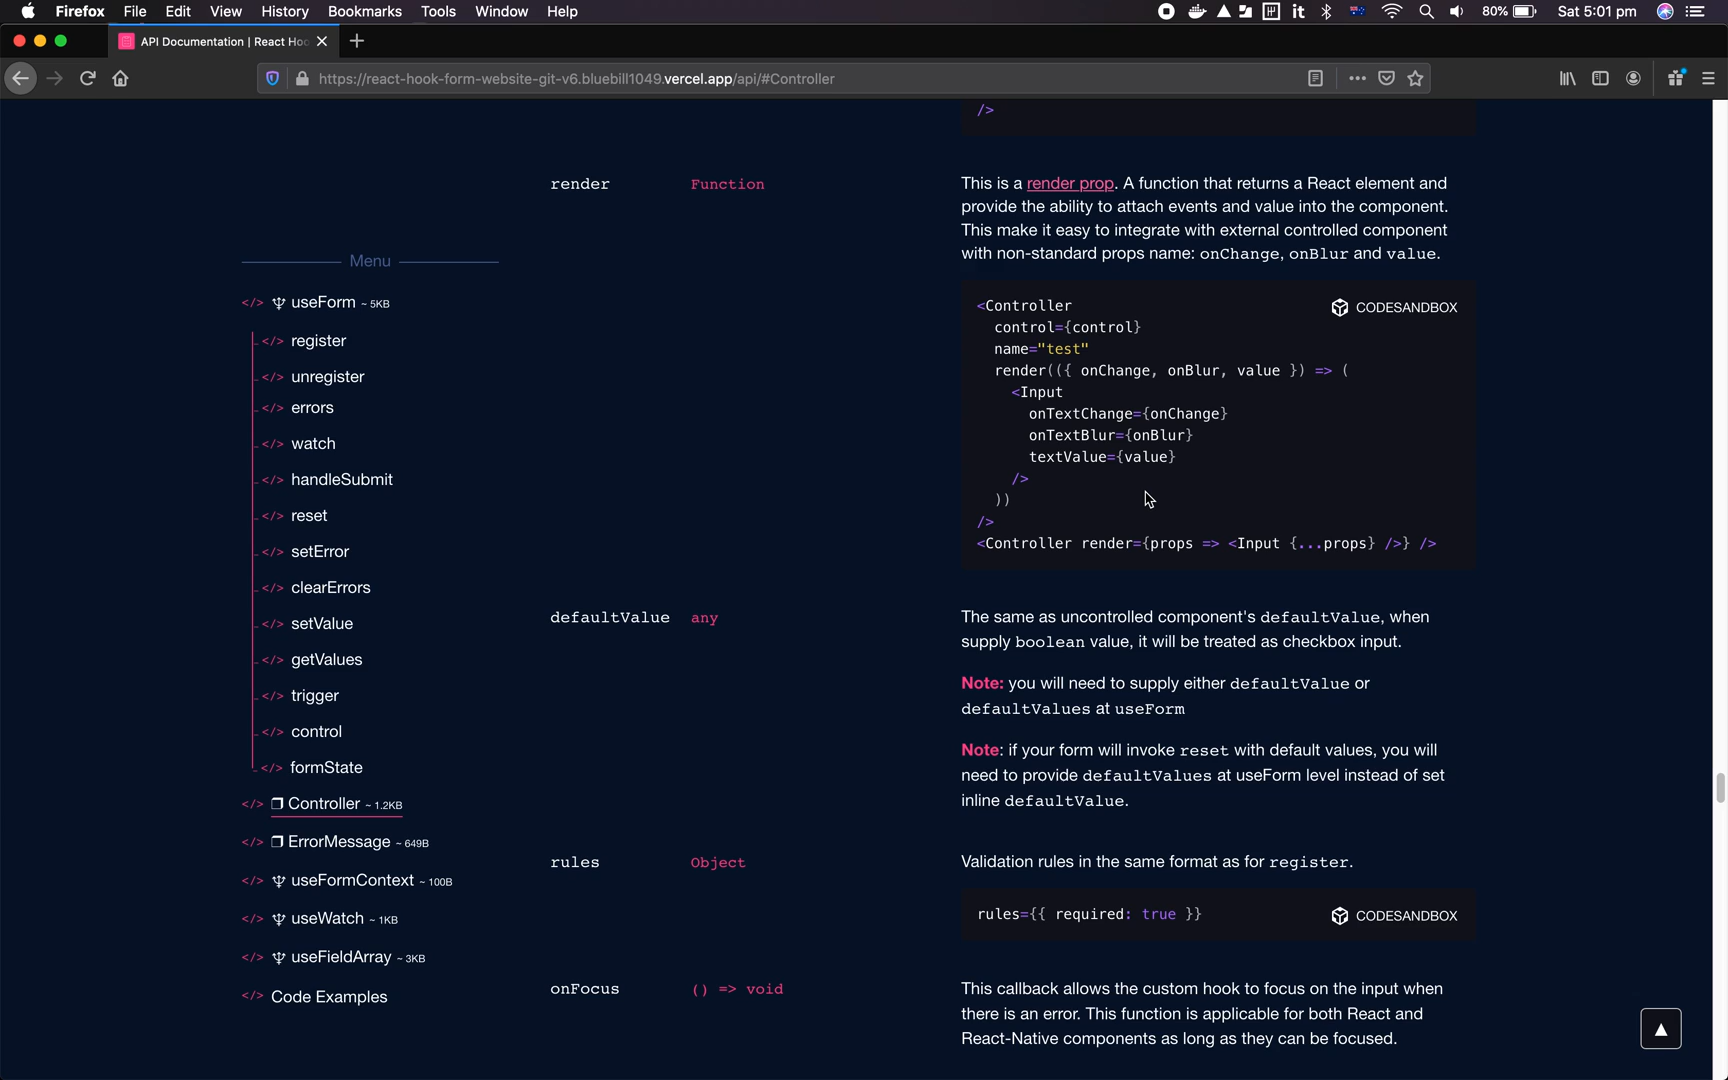 Firefox File Edit View History Bookmarks Tools Window Help
it 80% Sat 5:01 pm
API Documentation | React Hoo
https://react-hook-form-website-git-v6.bluebill1049.vercel.app/api/#Controller
Menu
</> useForm ~ 5KB
</> register
</> unregister
</> errors
</> watch
</> handleSubmit
</> reset
</> setError
</> clearErrors
</> setValue
</> getValues
</> trigger
</> control
</> formState
</> Controller ~ 1.2KB
</> ErrorMessage ~ 649B
</> useFormContext ~ 100B
</> useWatch ~ 1KB
</> useFieldArray ~ 3KB
</> Code Examples
/>
render Function
This is a render prop. A function that returns a React element and
provide the ability to attach events and value into the component.
This make it easy to integrate with external controlled component
with non-standard props name: onChange, onBlur and value.
CODESANDBOX
<Controller
control={control}
name="test"
render(({ onChange, onBlur, value }) => (
<Input
onTextChange={onChange}
onTextBlur={onBlur}
textValue={value}
/>
))
/>
<Controller render={props => <Input {...props} />} />
defaultValue any
The same as uncontrolled component's defaultValue, when
supply boolean value, it will be treated as checkbox input.
Note: you will need to supply either defaultValue or
defaultValues at useForm
Note: if your form will invoke reset with default values, you will
need to provide defaultValues at useForm level instead of set
inline defaultValue.
rules Object
Validation rules in the same format as for register.
rules={{ required: true }}
CODESANDBOX
onFocus () => void
This callback allows the custom hook to focus on the input when
there is an error. This function is applicable for both React and
React-Native components as long as they can be focused.